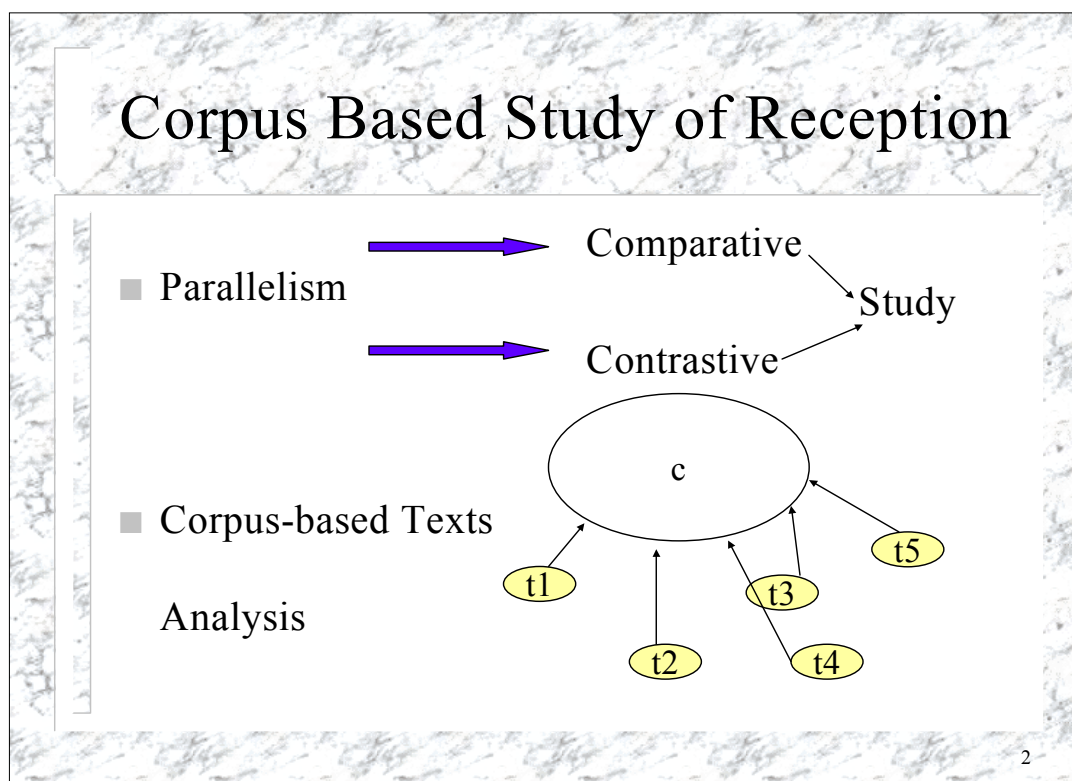 Corpus Based Study of Reception
Comparative
Parallelism
Study
Contrastive
c
Corpus-based Texts
Analysis
t1
t2
t3
t4
t5
2